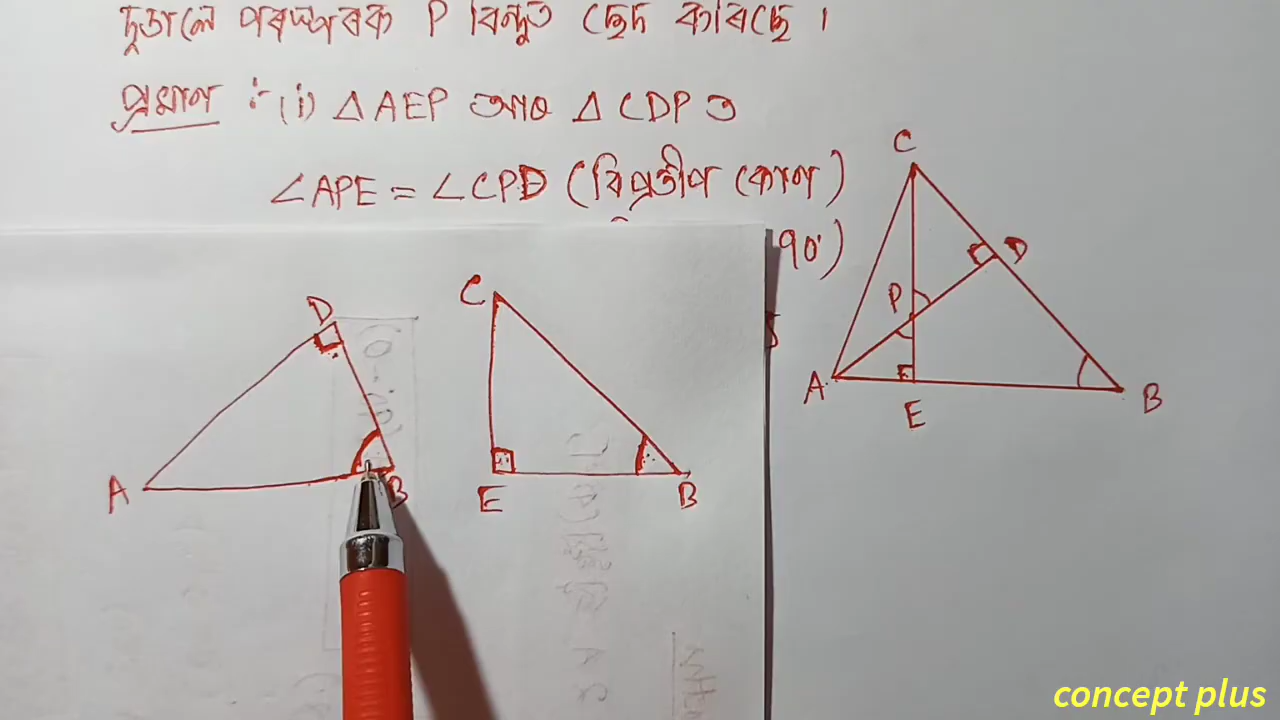 দুডালে পৰস্পৰক P বিন্দুত ছেদ কৰিছে ।
প্ৰমাণ :- (i) △ AEP আৰু △ CDP ত
∠APE = ∠CPD (বিপ্ৰতীপ কোণ)
90°)
C
D
P
A
E
B
D
A
B
C
E
B
concept plus